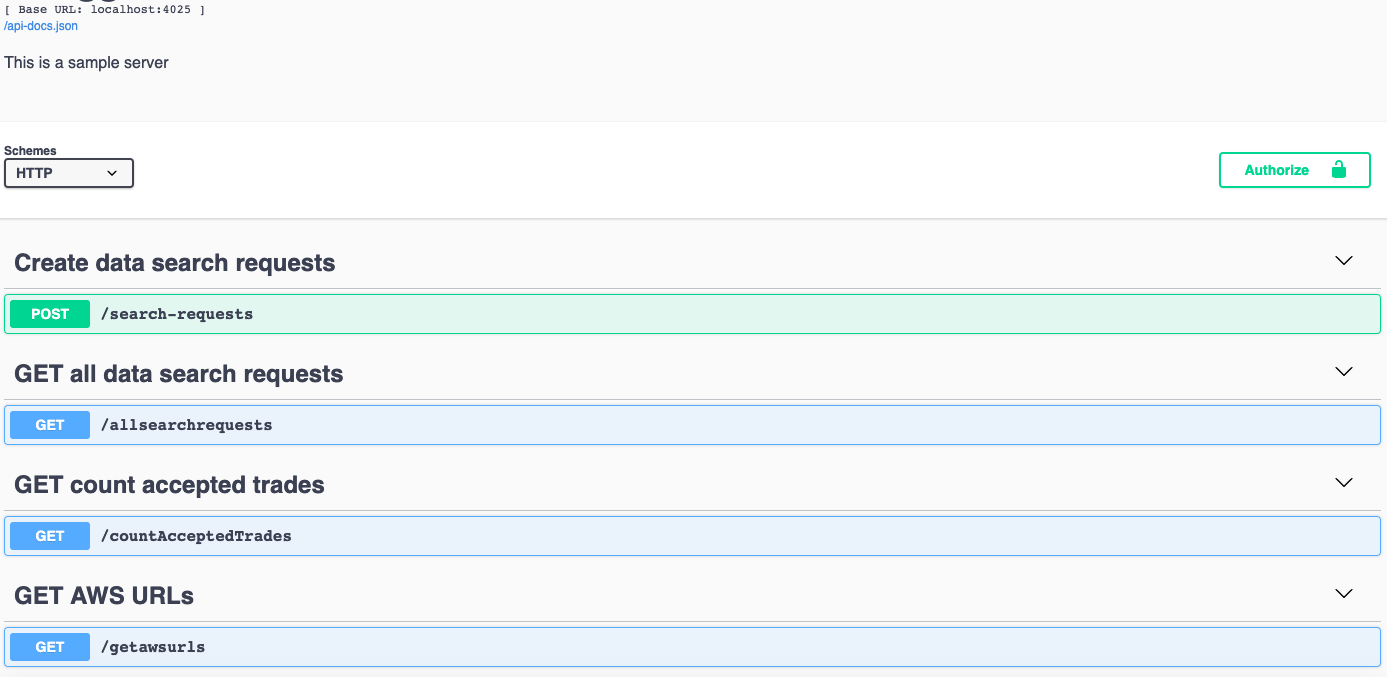 [ Base URL: localhost:4025 ]
/api-docs.json
This is a sample server
Schemes
HTTP
Authorize
Create data search requests
POST /search-requests
GET all data search requests
GET /allsearchrequests
GET count accepted trades
GET /countAcceptedTrades
GET AWS URLs
GET /getawsurls